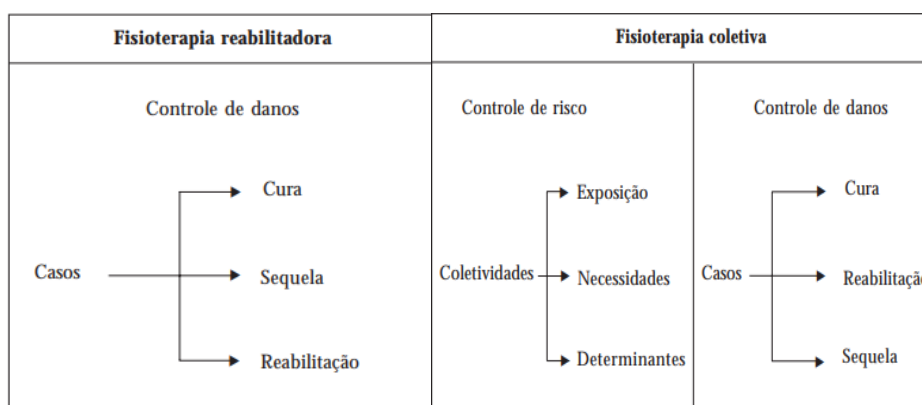 Fisioterapia reabilitadora
Controle de danos
Casos
Cura
Sequela
Reabilitação
Fisioterapia coletiva
Controle de risco
Coletividades
Exposição
Necessidades
Determinantes
Controle de danos
Casos
Cura
Reabilitação
Sequela